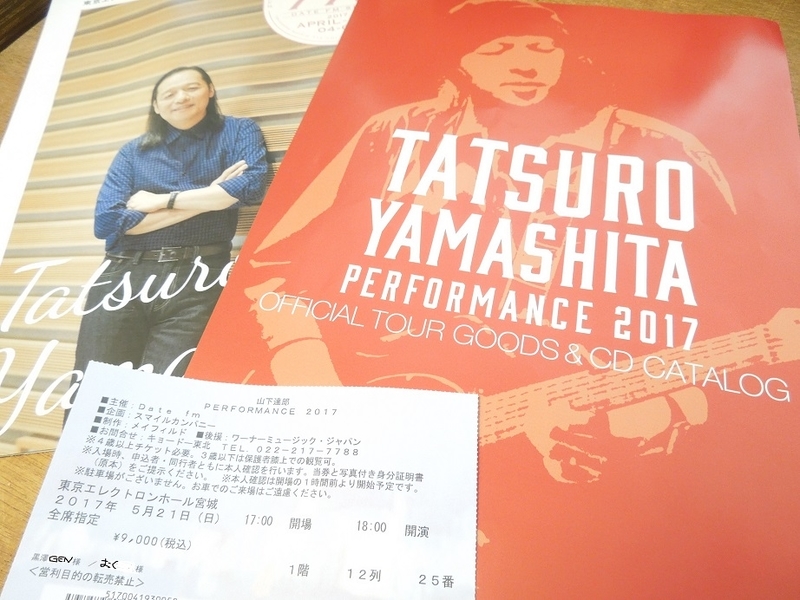 APRIL
Tatsuro
TATSURO
YAMASHITA
PERFORMANCE 2017
OFFICIAL TOUR GOODS & CD CATALOG
山下達郎
PERFORMANCE 2017
■主催:Date fm
■企画:スマイルカンパニー
■制作:メイフィルド ■後援:ワーナーミュージック・ジャパン
■お問合せ:キョードー東北 TEL.022-217-7788
※4歳以上チケット必要。3歳以下は保護者膝上での観覧可。
※入場時、申込者・同行者ともに本人確認を行います。当券と写真付き身分証明書
(原本)をご提示ください。 ※本人確認は開場の1時間前より開始予定です。
※駐車場がございません。お車でのご来場はご遠慮ください。
東京エレクトロンホール宮城
2017年 5月21日(日) 17:00 開場 18:00 開演
全席指定
¥9,000(税込)
黒澤GEN様 / おく 様
1階 12列 25番
<営利目的の転売禁止>